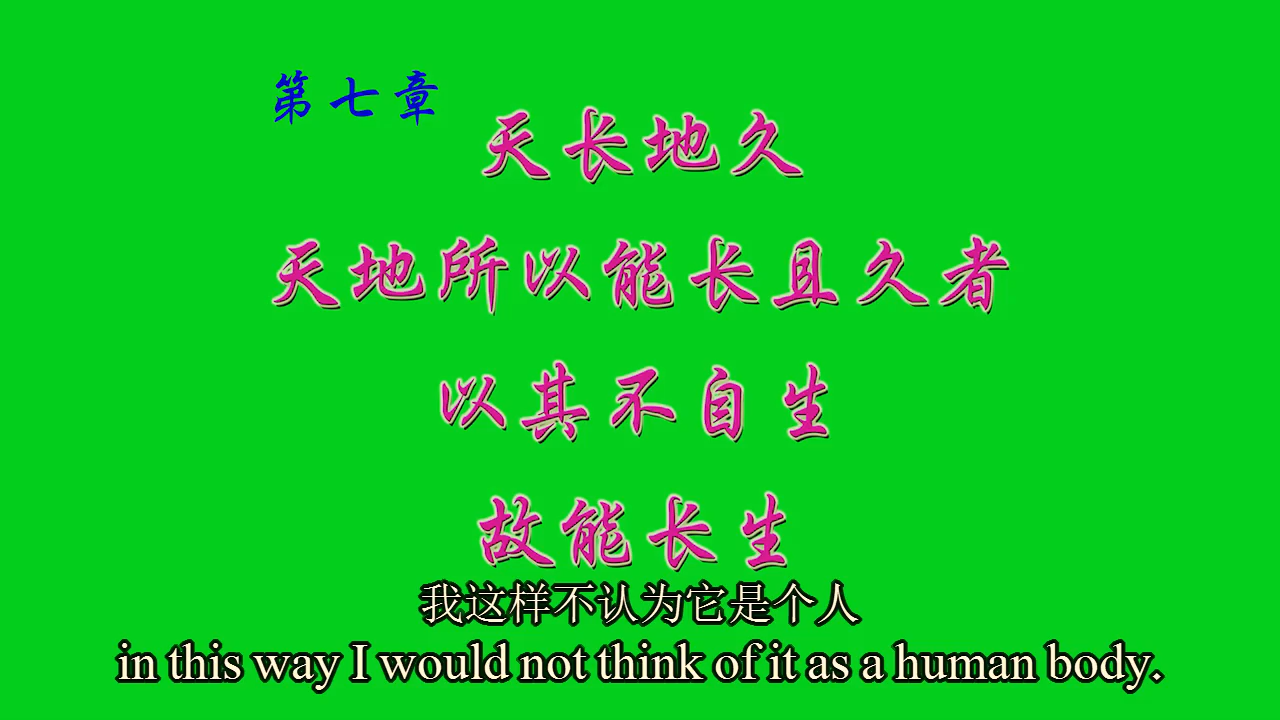 第七章
天长地久
天地所以能长且久者
以其不自生
故能长生
我这样不认为它是个人
in this way I would not think of it as a human body.